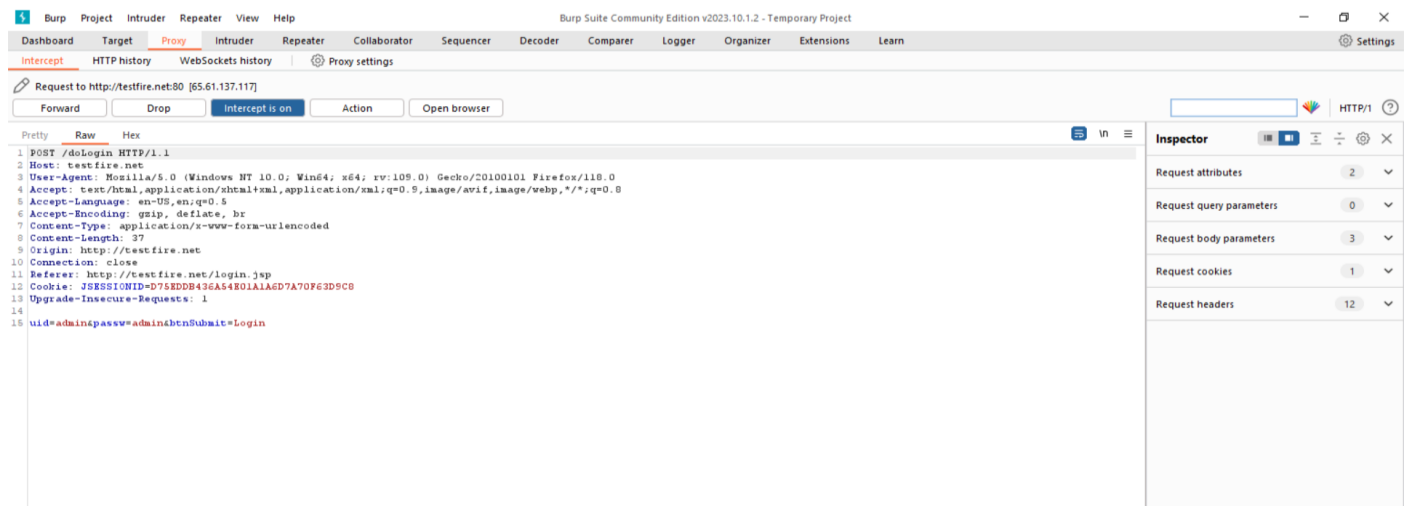 Burp Project Intruder Repeater View Help Burp Suite Community Edition v2023.10.1.2 - Temporary Project
Dashboard Target Proxy Intruder Repeater Collaborator Sequencer Decoder Comparer Logger Organizer Extensions Learn Settings
Intercept HTTP history WebSockets history Proxy settings
Request to http://testfire.net:80 [65.61.137.117]
Forward Drop Intercept is on Action Open browser HTTP/1 ?
Pretty Raw Hex \n
Inspector
1 POST /doLogin HTTP/1.1
2 Host: testfire.net
3 User-Agent: Mozilla/5.0 (Windows NT 10.0; Win64; x64; rv:109.0) Gecko/20100101 Firefox/118.0
4 Accept: text/html,application/xhtml+xml,application/xml;q=0.9,image/avif,image/webp,*/*;q=0.8
5 Accept-Language: en-US,en;q=0.5
6 Accept-Encoding: gzip, deflate, br
7 Content-Type: application/x-www-form-urlencoded
8 Content-Length: 37
9 Origin: http://testfire.net
10 Connection: close
11 Referer: http://testfire.net/login.jsp
12 Cookie: JSESSIONID=D75EDDB436A54E01A1A6D7A70F63D9C8
13 Upgrade-Insecure-Requests: 1
14
15 uid=admin&passw=admin&btnSubmit=Login
Request attributes 2
Request query parameters 0
Request body parameters 3
Request cookies 1
Request headers 12